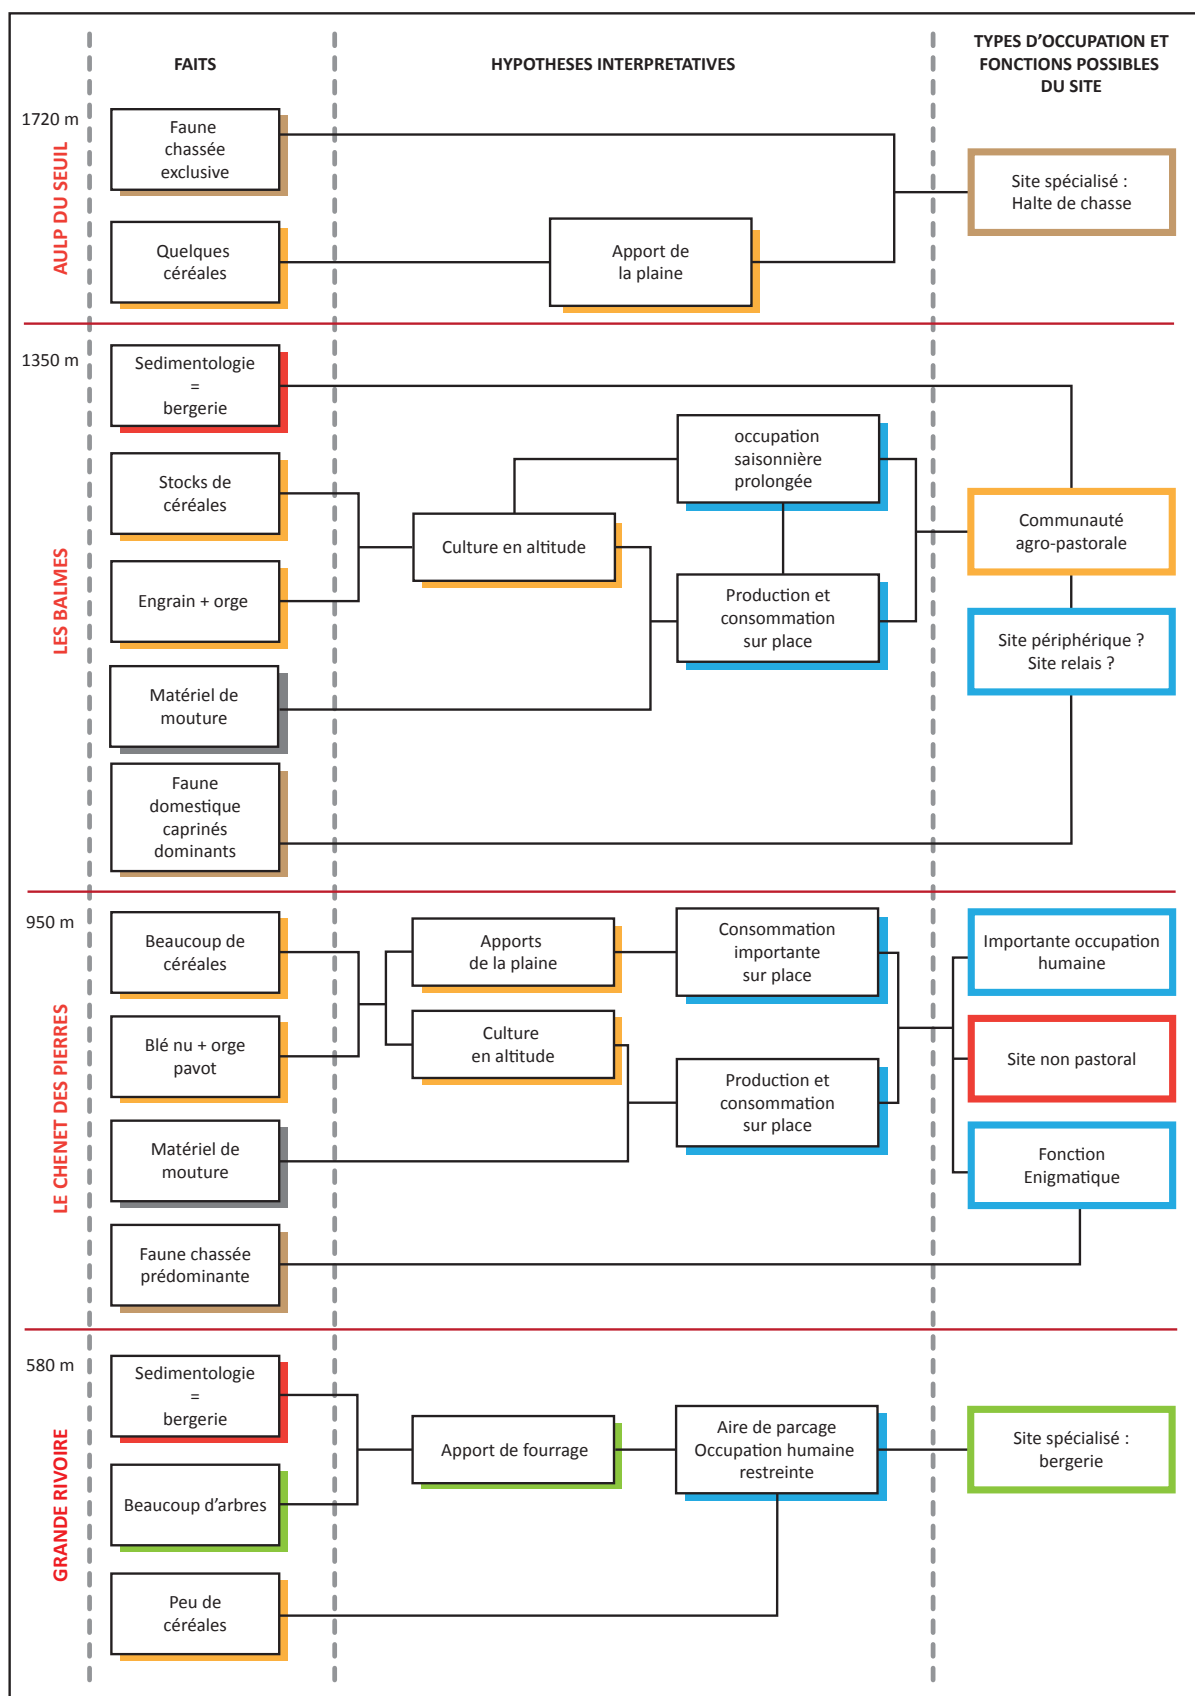 FAITS
HYPOTHESES INTERPRETATIVES
TYPES D'OCCUPATION ET
FONCTIONS POSSIBLES
DU SITE
1720 m
AULP DU SEUIL
Faune
chassée
exclusive
Quelques
céréales
Apport de
la plaine
Site spécialisé :
Halte de chasse
1350 m
LES BALMES
Sedimentologie
=
bergerie
Stocks de
céréales
Engrain + orge
Matériel de
mouture
Faune
domestique
caprinés
dominants
Culture en altitude
occupation
saisonnière
prolongée
Production et
consommation
sur place
Communauté
agro-pastorale
Site périphérique ?
Site relais ?
950 m
LE CHENET DES PIERRES
Beaucoup de
céréales
Blé nu + orge
pavot
Matériel de
mouture
Faune chassée
prédominante
Apports
de la plaine
Culture
en altitude
Consommation
importante
sur place
Production et
consommation
sur place
Importante occupation
humaine
Site non pastoral
Fonction
Enigmatique
580 m
GRANDE RIVOIRE
Sedimentologie
=
bergerie
Beaucoup d'arbres
Peu de
céréales
Apport de fourrage
Aire de parcage
Occupation humaine
restreinte
Site spécialisé :
bergerie